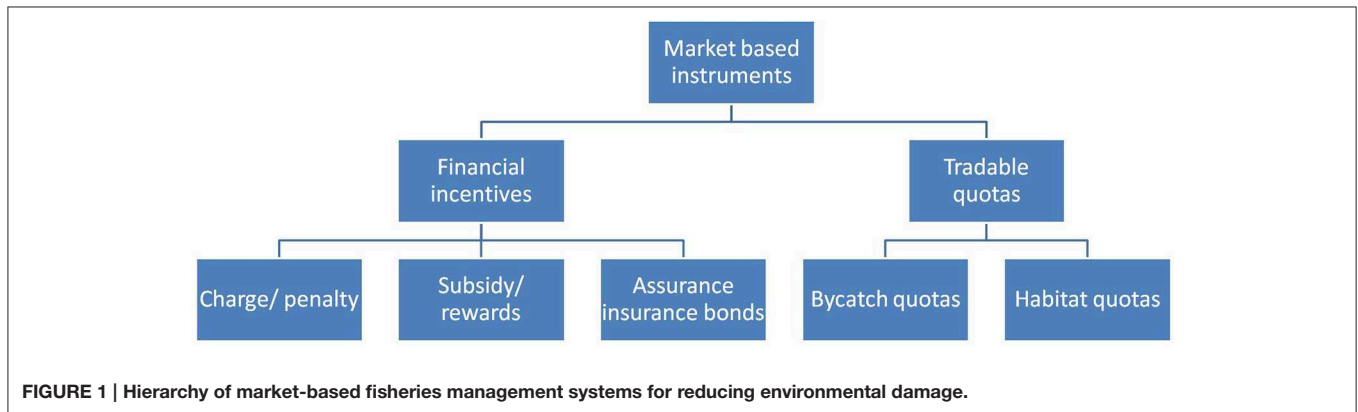 Market based
instruments
Financial
incentives
Tradable
quotas
Charge/ penalty
Subsidy/
rewards
Assurance
insurance bonds
Bycatch quotas
Habitat quotas
FIGURE 1 | Hierarchy of market-based fisheries management systems for reducing environmental damage.